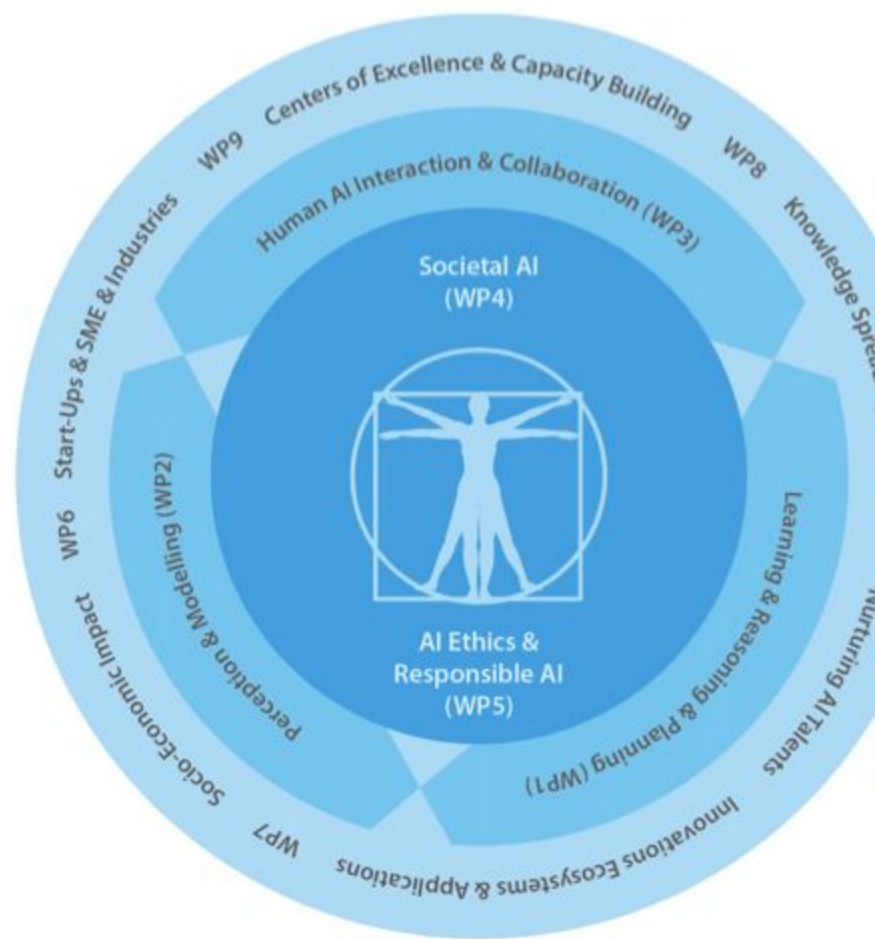 Centers of Excellence & Capacity Building
WP8
Knowledge Spread
Nurturing AI Talents
Innovations Ecosystems & Applications
WP7
Socio-Economic Impact
WP6
Start-Ups & SME & Industries
WP9
Human AI Interaction & Collaboration (WP3)
Learning & Reasoning & Planning (WP1)
Perception & Modelling (WP2)
Societal AI
(WP4)
AI Ethics &
Responsible AI
(WP5)